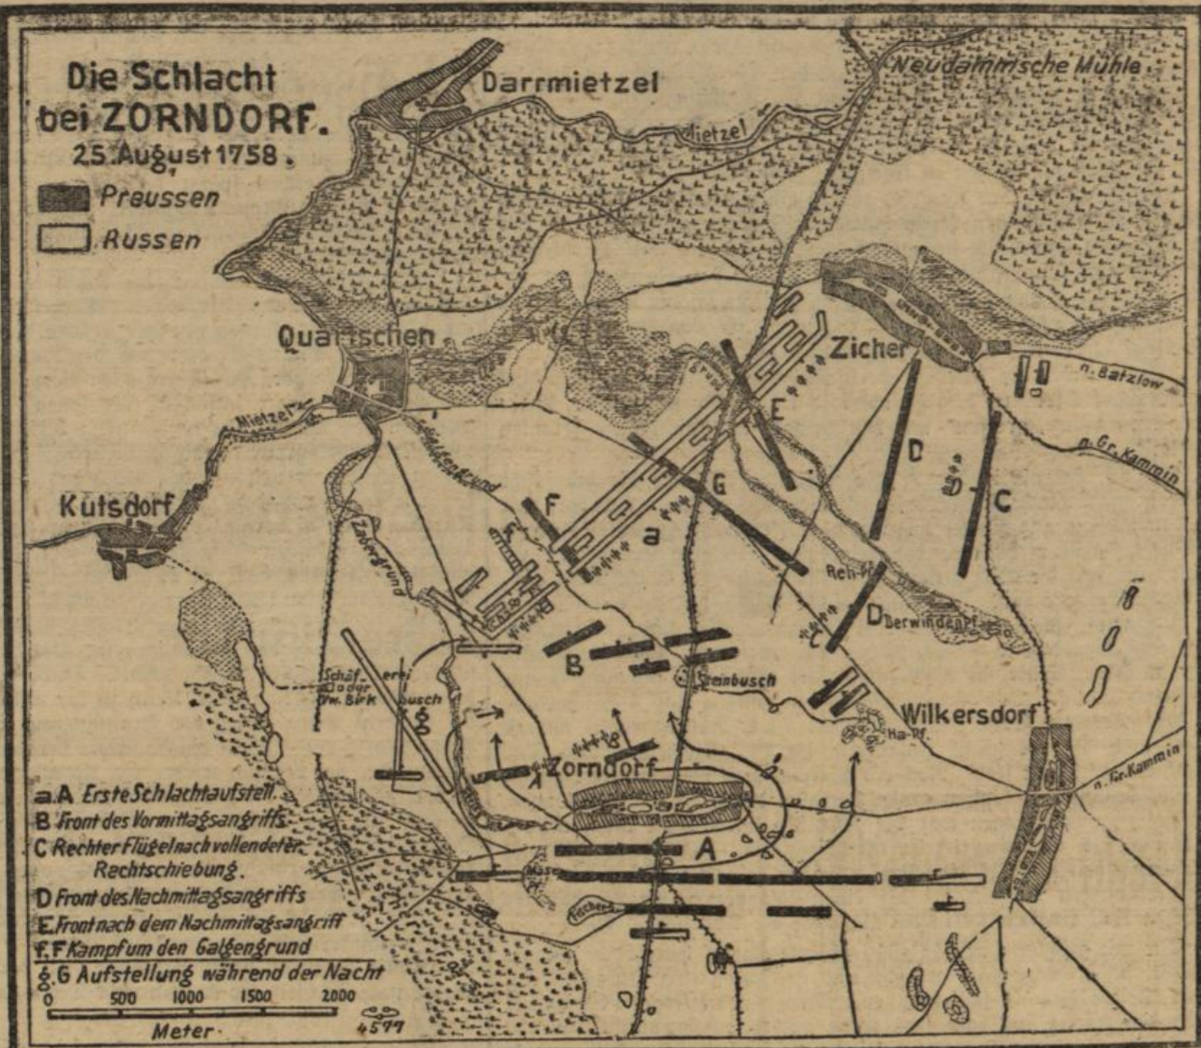 Die Schlacht
bei ZORNDORF.
25. August 1758.
Preussen
Russen
Darrmietzel
Neudammische Mühle.
Mietzel
Quartschen
Zicher
n. Batzlow
Mietzel
n. Gr. Kammin
Kutsdorf
Zabergrund
Galgengrund
E
D
G
C
F
a
f
D
B
C
A
g
Steinbusch
Wilkersdorf
Zorndorf
n. Gr. Kammin
A
a.A Erste Schlachtaufstell.
B Front des Vormittagsangriffs
C Rechter Flügel nach vollendeter
Rechtschiebung.
D Front des Nachmittagsangriffs
E Front nach dem Nachmittagsangriff
f.F Kampf um den Galgengrund
g.G Aufstellung während der Nacht
0 500 1000 1500 2000
Meter.
4577